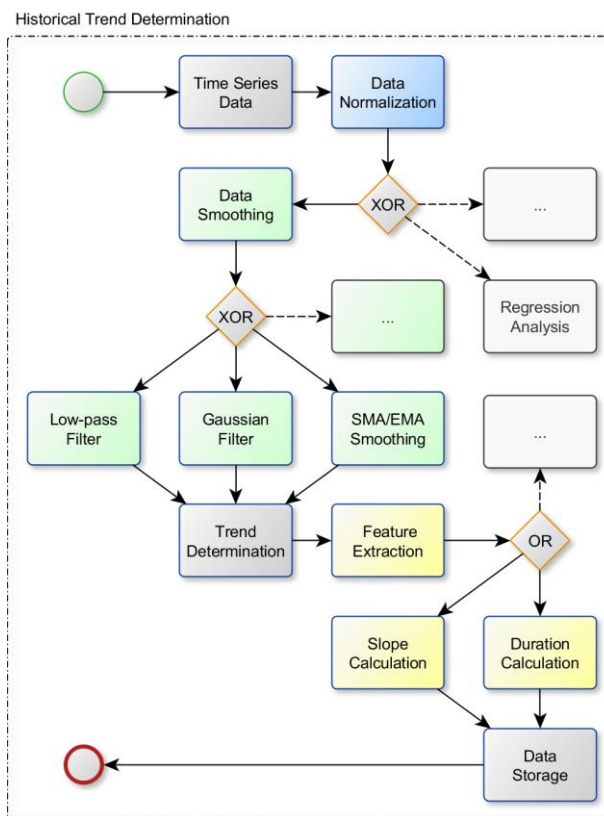 Historical Trend Determination
Time Series
Data
Data
Normalization
Data
Smoothing
XOR
...
Regression
Analysis
XOR
...
Low-pass
Filter
Gaussian
Filter
SMA/EMA
Smoothing
...
Trend
Determination
Feature
Extraction
OR
Slope
Calculation
Duration
Calculation
Data
Storage